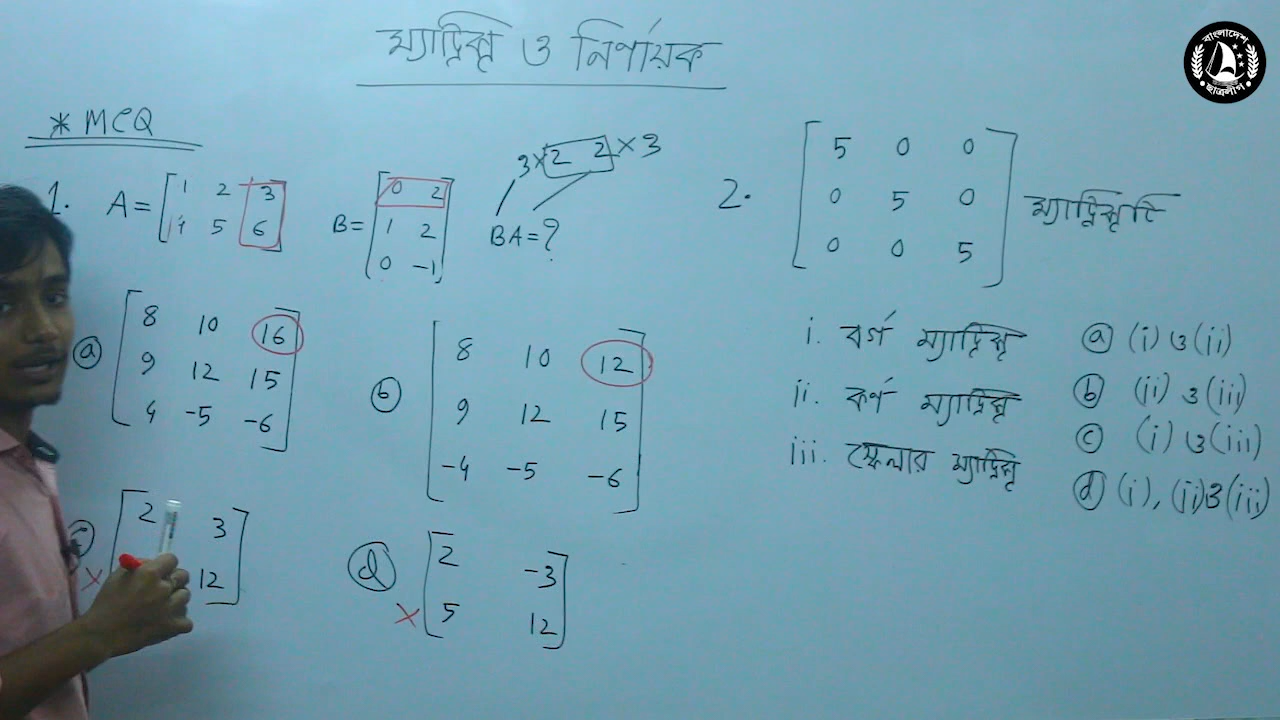 ম্যাট্রিক্স ও নির্ণায়ক
বাংলাদেশ
ছাত্রলীগ
* MCQ
1. A = [1 2 3
4 5 6]
B = [0 2
1 2
0 -1]
3×2 2×3
BA = ?
ⓐ [8 10 16
9 12 15
4 -5 -6]
ⓑ [8 10 12
9 12 15
-4 -5 -6]
× [2 3
12]
ⓓ × [2 -3
5 12]
2. [5 0 0
0 5 0
0 0 5] ম্যাট্রিক্সটি
i. বর্গ ম্যাট্রিক্স
ii. কর্ণ ম্যাট্রিক্স
iii. স্কেলার ম্যাট্রিক্স
ⓐ (i) ও (ii)
ⓑ (ii) ও (iii)
ⓒ (i) ও (iii)
ⓓ (i), (ii) ও (iii)